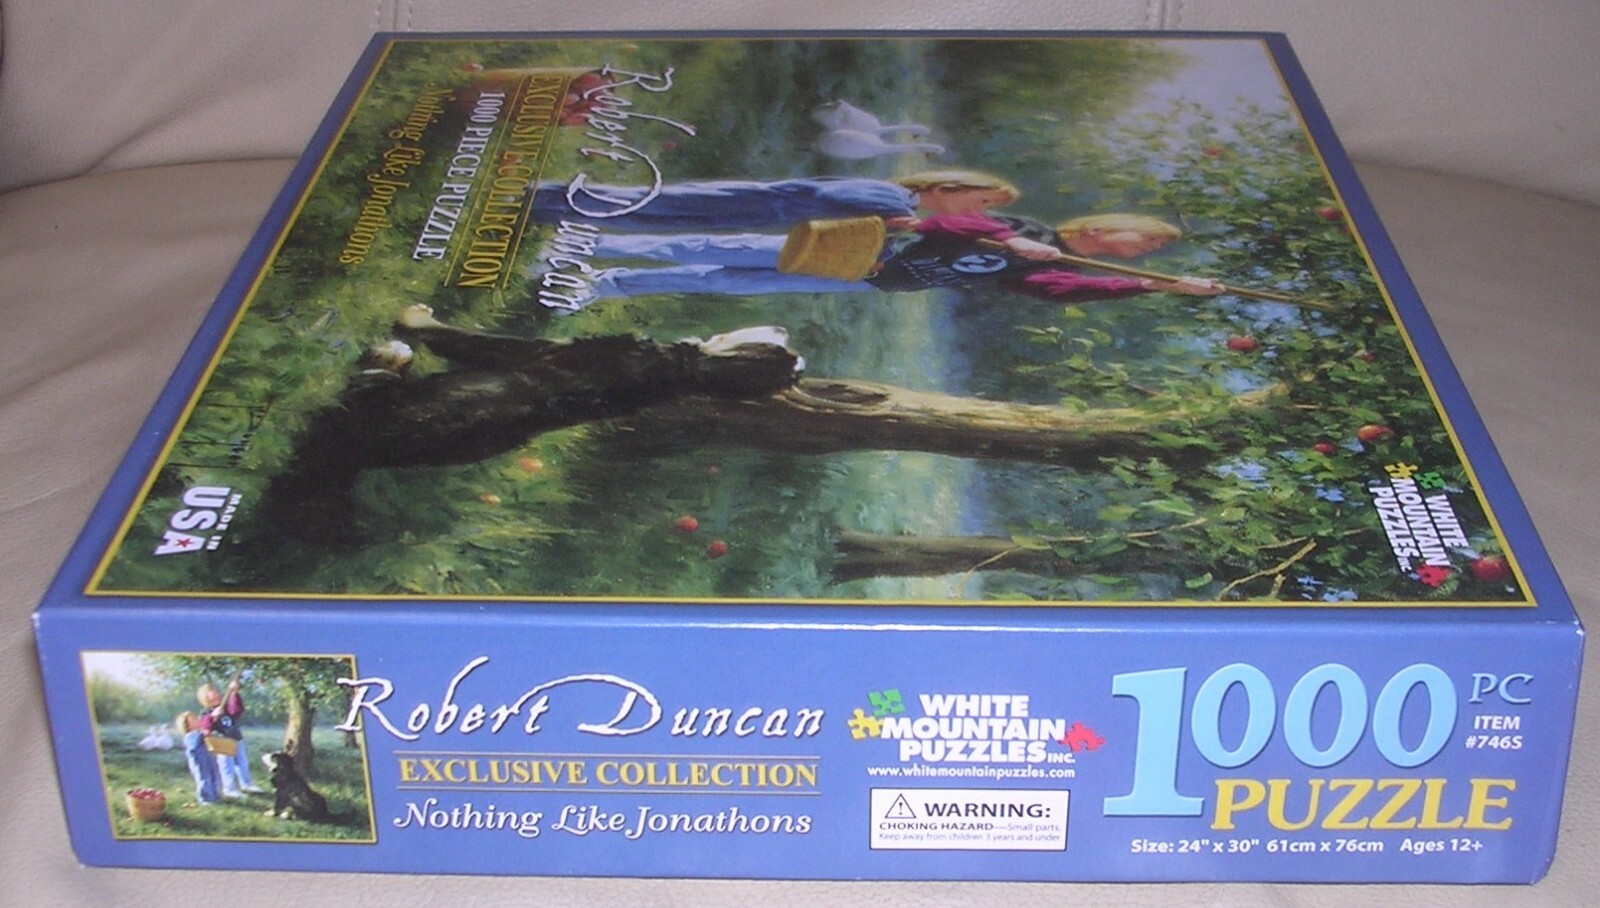 Robert Duncan
EXCLUSIVE COLLECTION
1000 PIECE PUZZLE
Nothing Like Jonathons
WHITE
MOUNTAIN
PUZZLES INC.
MADE IN
USA
Robert Duncan
EXCLUSIVE COLLECTION
Nothing Like Jonathons
WHITE
MOUNTAIN
PUZZLES INC.
www.whitemountainpuzzles.com
WARNING:
CHOKING HAZARD—Small parts.
Keep away from children 3 years and under.
1000 PC
ITEM
#746S
PUZZLE
Size: 24" x 30" 61cm x 76cm Ages 12+